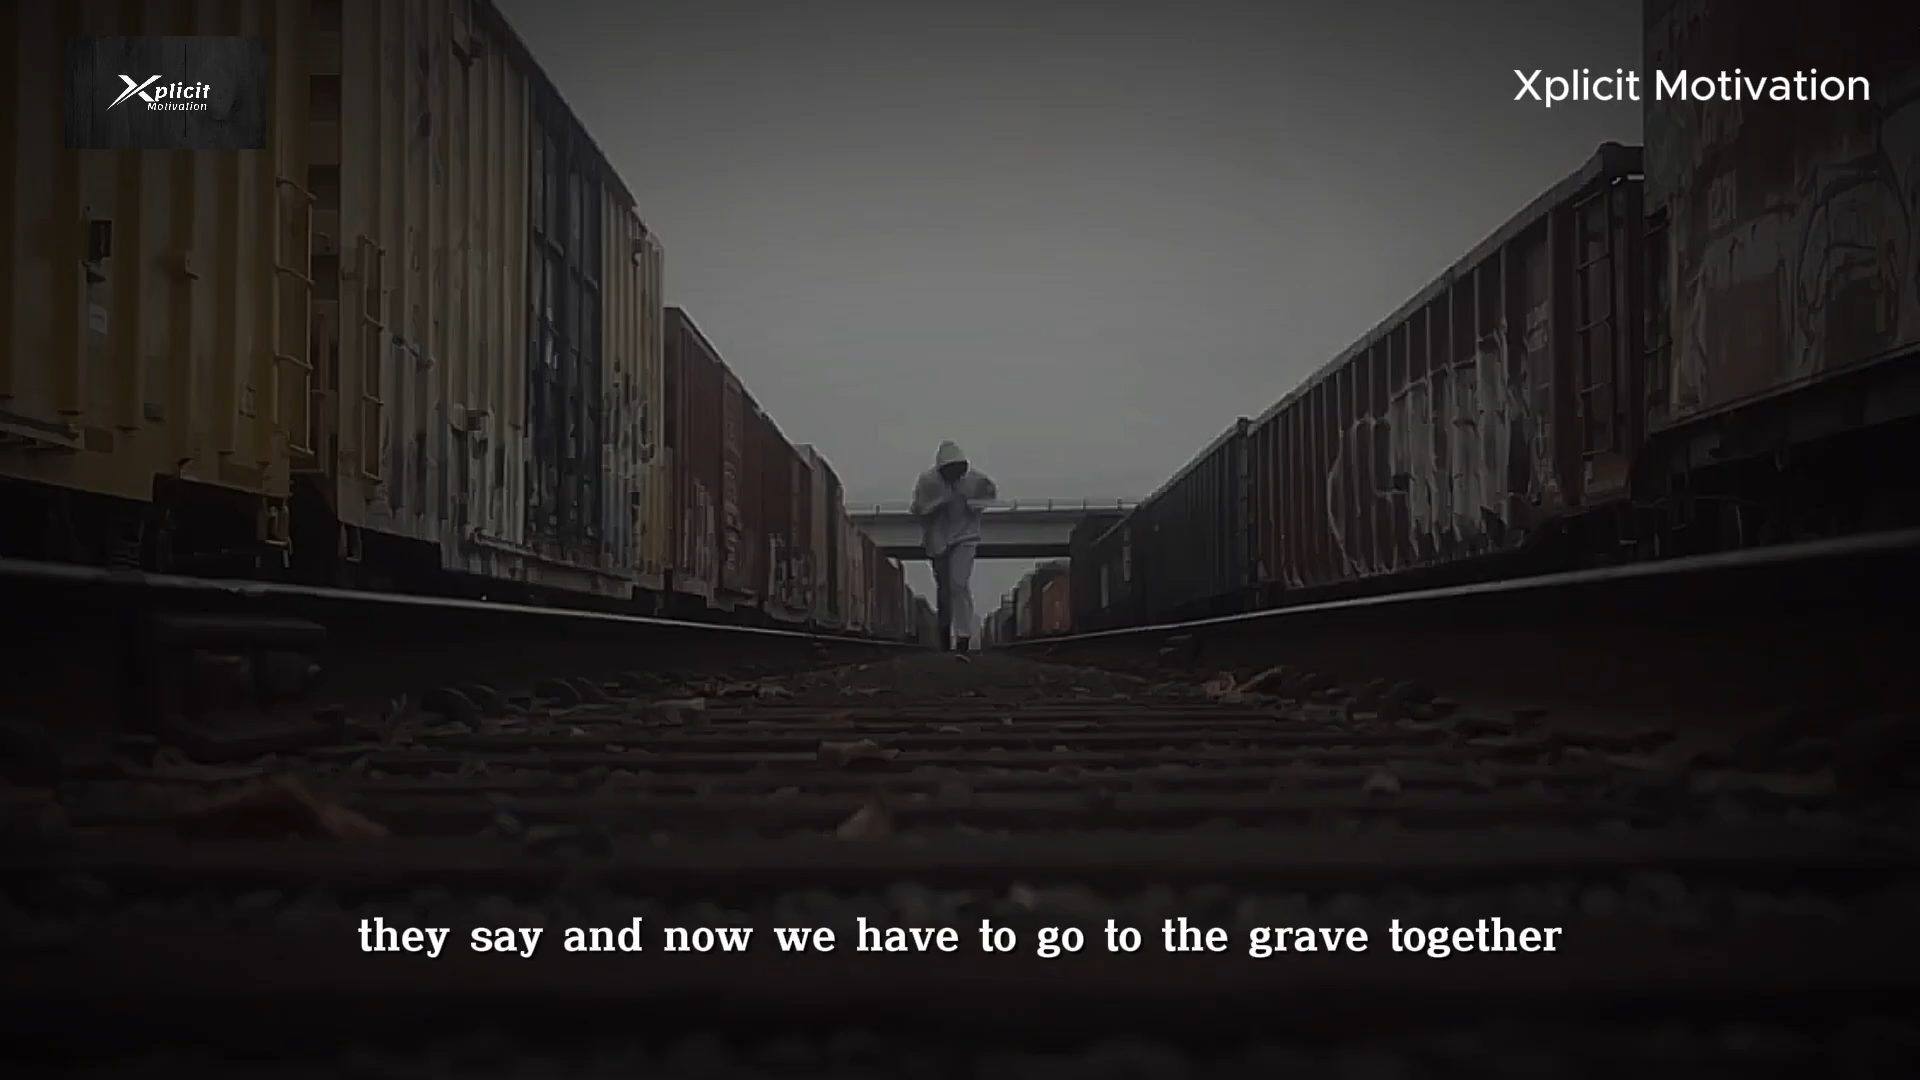 Xplicit
Motivation
Xplicit Motivation
they say and now we have to go to the grave together